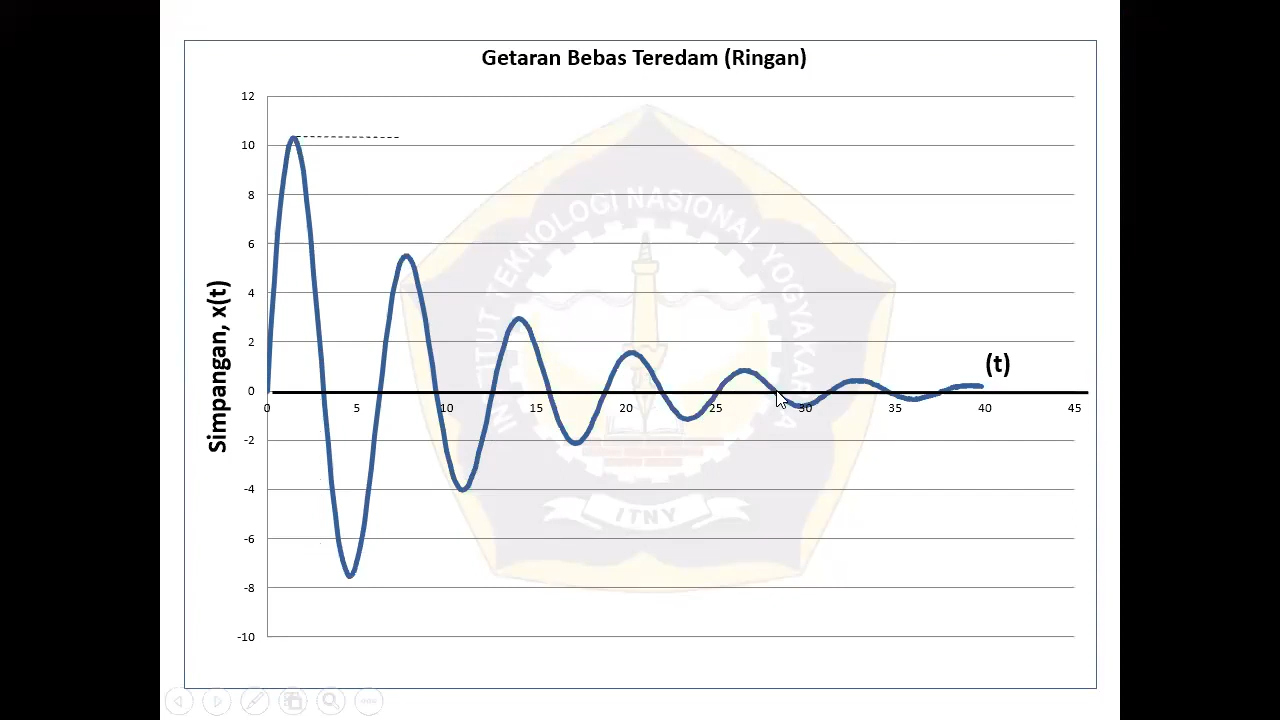 Getaran Bebas Teredam (Ringan)
12
10
8
6
4
2
0
-2
-4
-6
-8
-10
Simpangan, x(t)
(t)
0 5 10 15 20 25 30 35 40 45
INSTITUT TEKNOLOGI NASIONAL YOGYAKARTA
ITNY